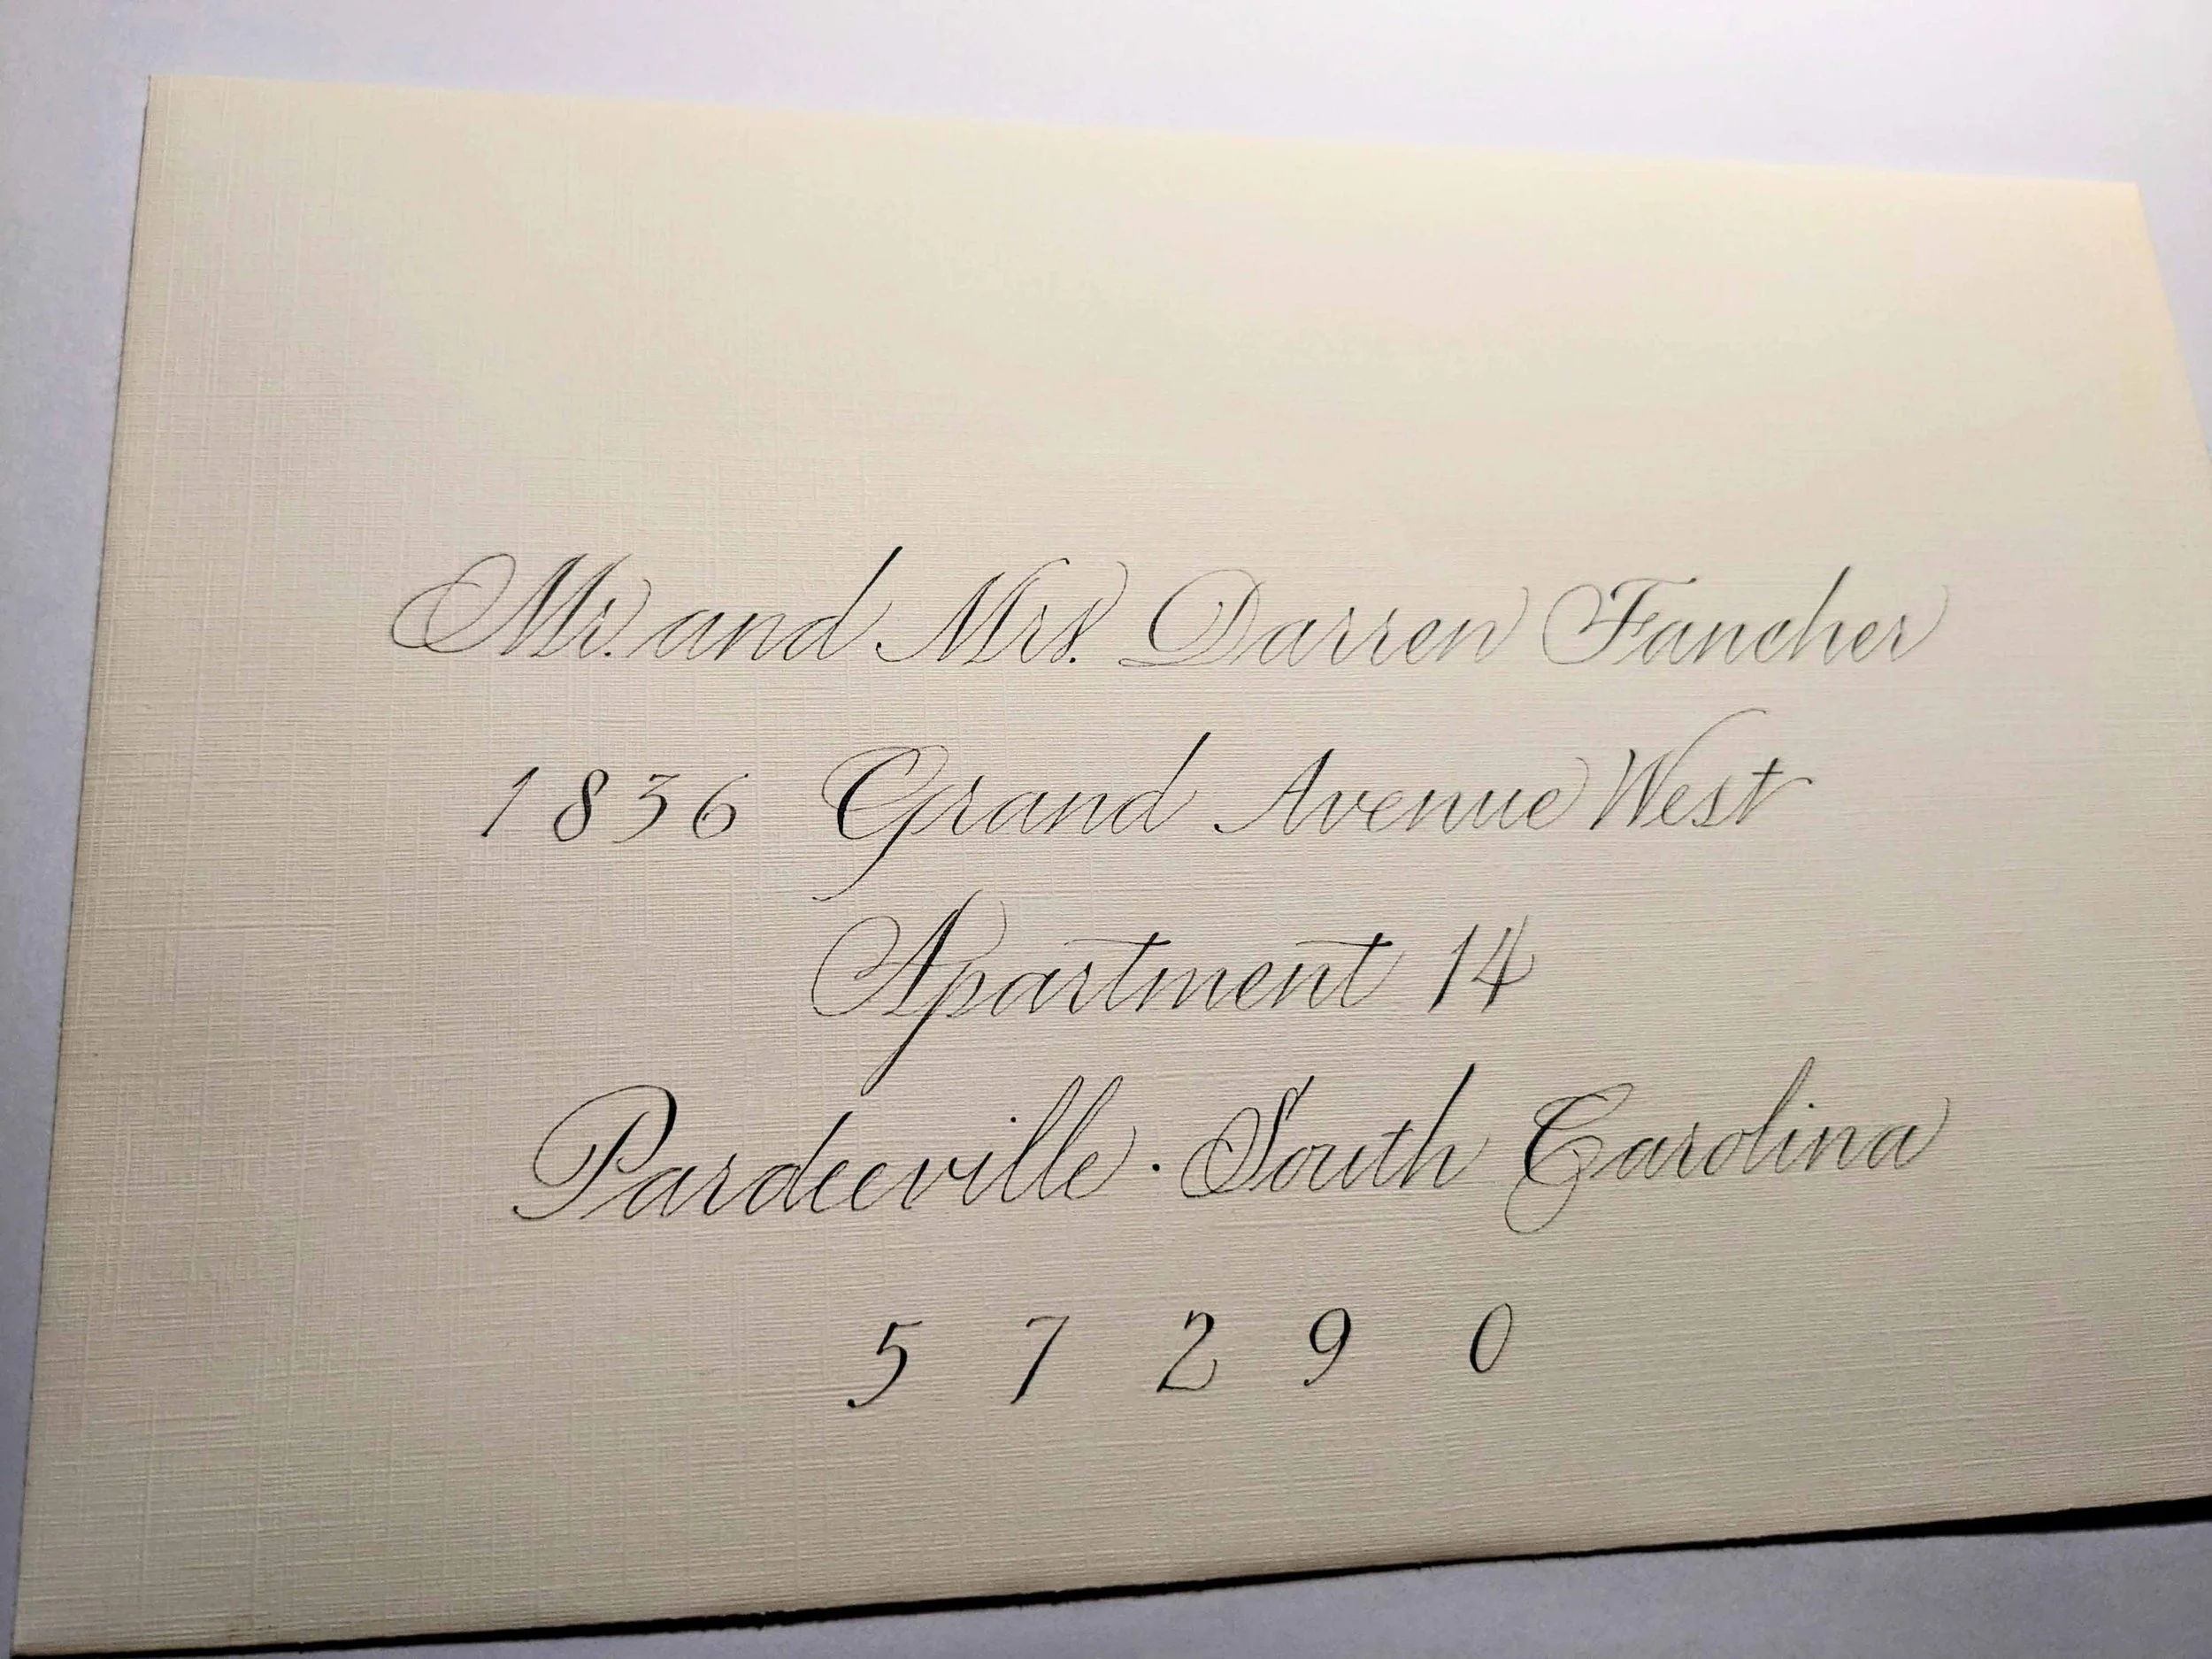 Mr. and Mrs. Darren Fancher
1836 Grand Avenue West
Apartment 14
Pardeeville · South Carolina
5 7 2 9 0